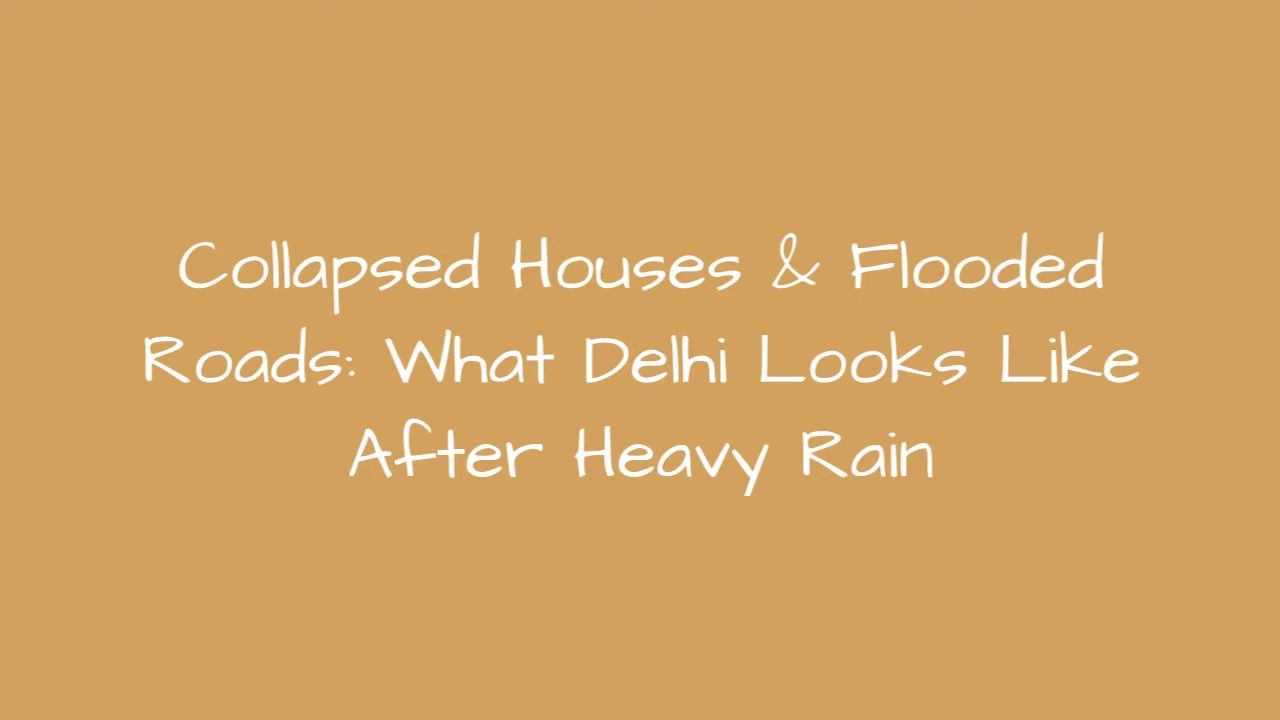 Collapsed Houses & Flooded
Roads: What Delhi Looks Like
After Heavy Rain